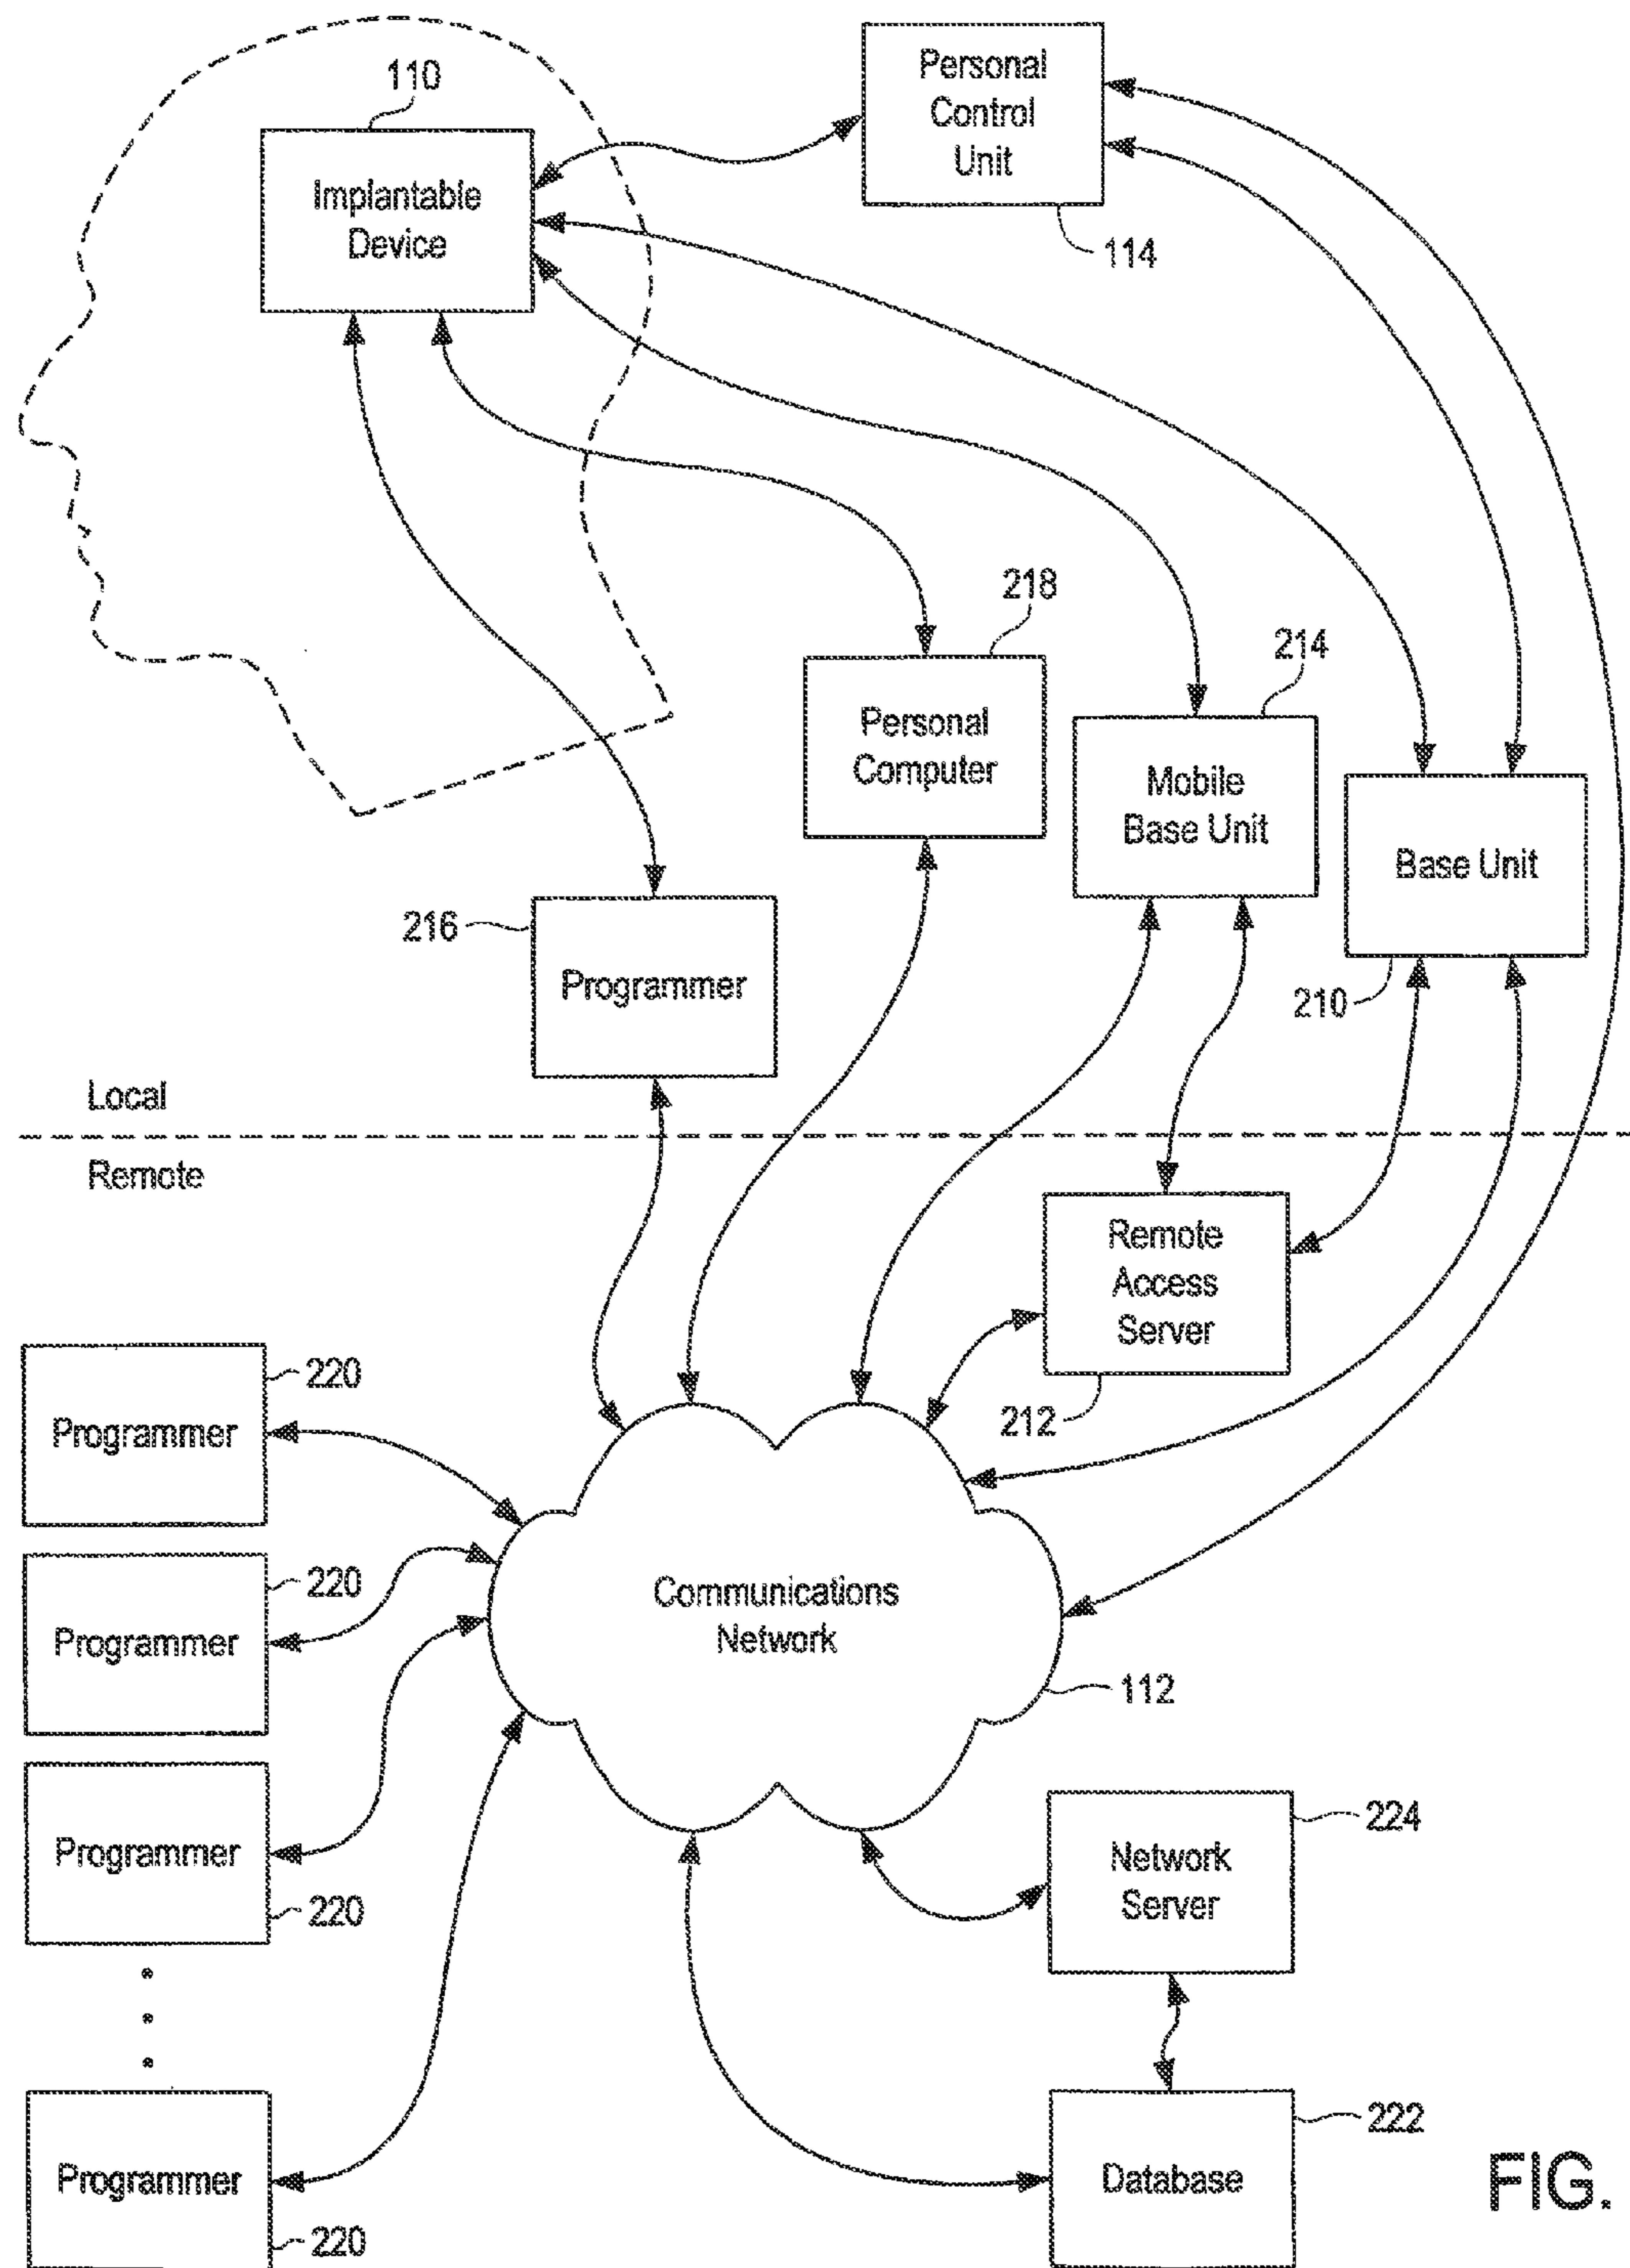 110
Personal
Control
Unit
Implantable
Device
114
218
214
Personal
Computer
Mobile
Base Unit
Base Unit
216
Programmer
210
Local
Remote
Remote
Access
Server
220
Programmer
212
220
Programmer
Communications
Network
112
224
Programmer
Network
Server
220
222
Programmer
Database
FIG.
220